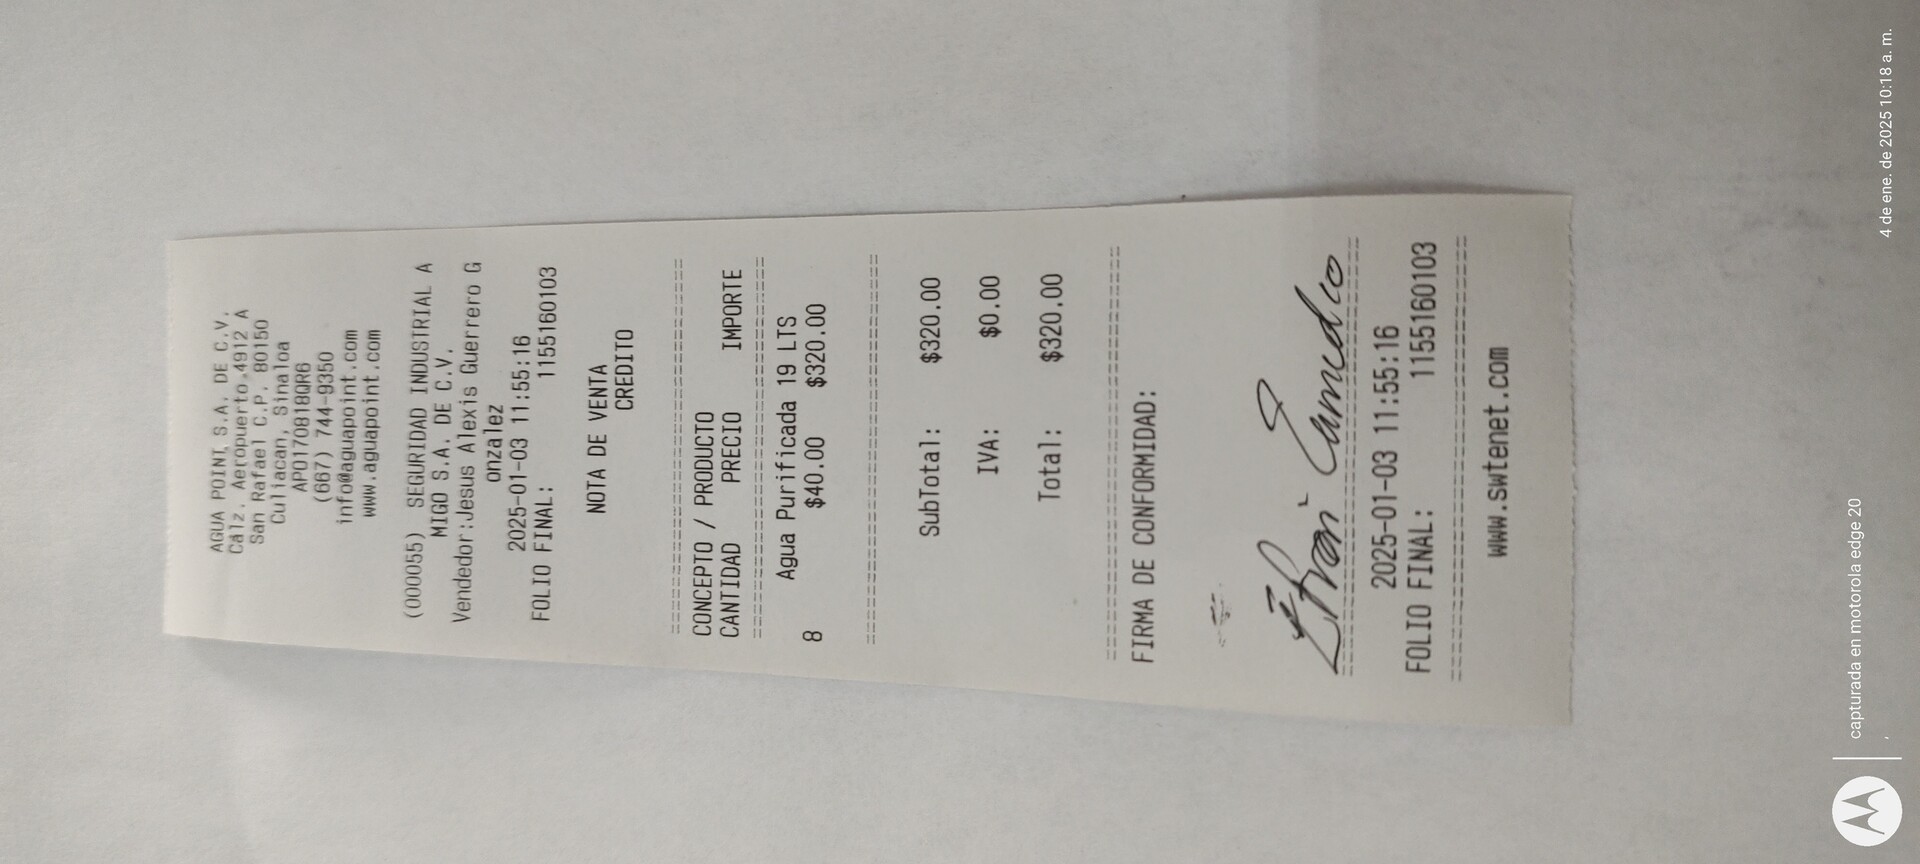 AGUA POINT, S.A. DE C.V.
Calz. Aeropuerto.4912 A
San Rafael C.P. 80150
Culiacan, Sinaloa
APO170818QR6
(667) 744-9350
info@aguapoint.com
www.aguapoint.com
(000055) SEGURIDAD INDUSTRIAL A
MIGO S.A. DE C.V.
Vendedor:Jesus Alexis Guerrero G
onzalez
2025-01-03 11:55:16
FOLIO FINAL: 1155160103
NOTA DE VENTA
CREDITO
CONCEPTO / PRODUCTO
CANTIDAD PRECIO IMPORTE
Agua Purificada 19 LTS
8 $40.00 $320.00
SubTotal: $320.00
IVA: $0.00
Total: $320.00
FIRMA DE CONFORMIDAD:
2025-01-03 11:55:16
FOLIO FINAL: 1155160103
www.swtenet.com
capturada en motorola edge 20
4 de ene. de 2025 10:18 a. m.